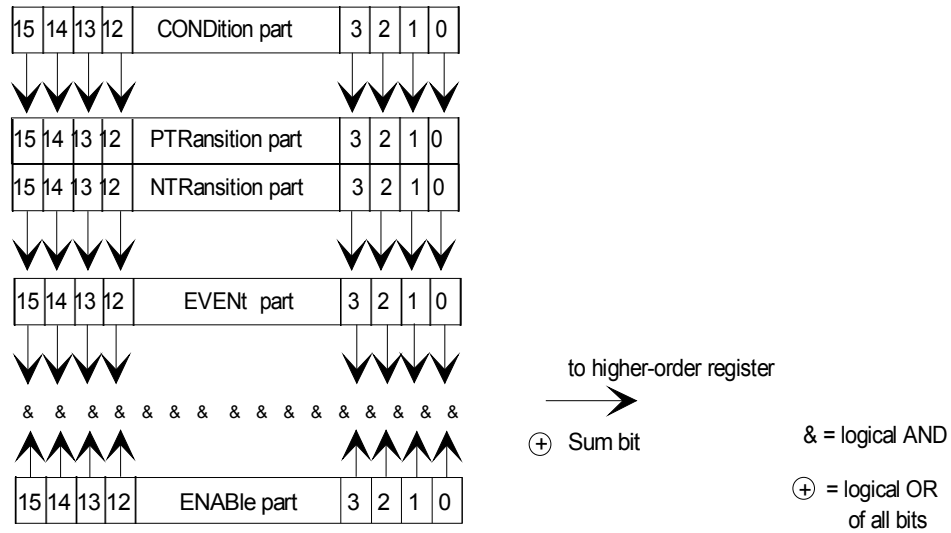 15 14 13 12 CONDition part 3 2 1 0
15 14 13 12 PTRansition part 3 2 1 0
15 14 13 12 NTRansition part 3 2 1 0
15 14 13 12 EVENt part 3 2 1 0
to higher-order register
& & & & & & & & & & & & & & & &
+ Sum bit
& = logical AND
15 14 13 12 ENABle part 3 2 1 0
+ = logical OR
of all bits